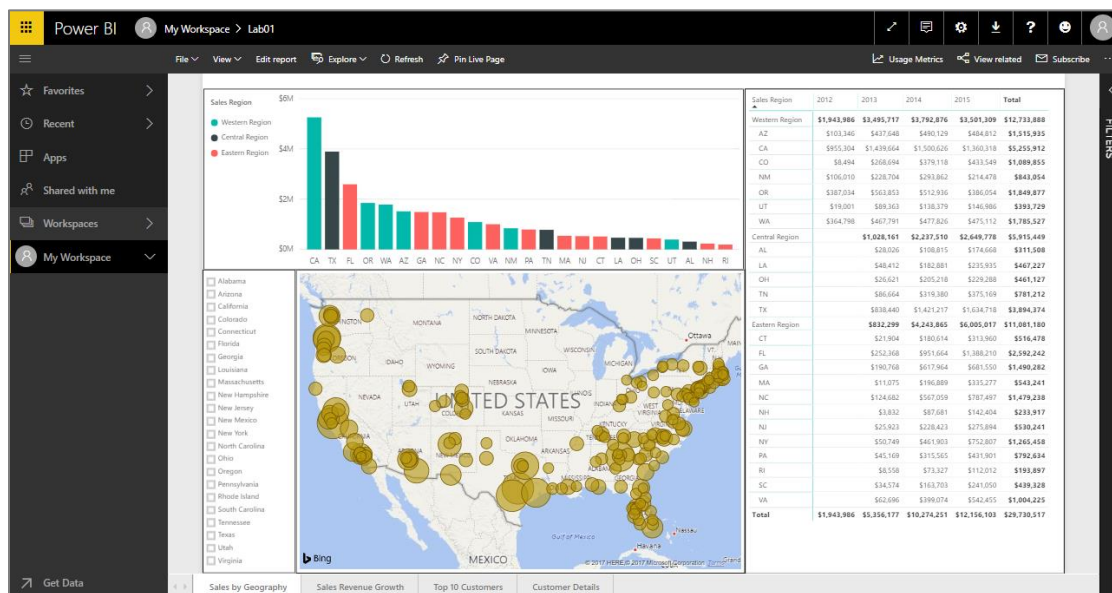 Power BI My Workspace > Lab01 ?
File View Edit report Explore Refresh Pin Live Page Usage Metrics View related Subscribe ...
Favorites
Recent
Apps
Shared with me
Workspaces
My Workspace
Get Data
Sales Region
Western Region
Central Region
Eastern Region
$6M
$4M
$2M
$0M
CA TX FL OR WA AZ GA NC NY CO VA NM PA TN MA NJ CT LA OH SC UT AL NH RI
Alabama
Arizona
California
Colorado
Connecticut
Florida
Georgia
Louisiana
Massachusetts
New Hampshire
New Jersey
New Mexico
New York
North Carolina
Ohio
Oregon
Pennsylvania
Rhode Island
South Carolina
Tennessee
Texas
Utah
Virginia
MONTANA
NORTH DAKOTA
MINNESOTA
Ottawa
SOUTH DAKOTA
WISCONSIN
MICHIGAN
IDAHO
WYOMING
IOWA
NEBRASKA
NEVADA
UTAH
UNITED STATES
KANSAS
MISSOURI
WEST
VIRGINIA
KENTUCKY
OKLAHOMA
ARKANSAS
MISSISSIPPI
Gulf of Mexico
MEXICO
Havana
Nassau
Bing
© 2017 HERE, © 2017 Microsoft Corporation Terms
Sales Region 2012 2013 2014 2015 Total
Western Region $1,943,986 $3,495,717 $3,792,876 $3,501,309 $12,733,888
AZ $103,346 $437,648 $490,129 $484,812 $1,515,935
CA $955,304 $1,439,664 $1,500,626 $1,360,318 $5,255,912
CO $8,494 $268,694 $379,118 $433,549 $1,089,855
NM $106,010 $228,704 $293,862 $214,478 $843,054
OR $387,034 $563,853 $512,936 $386,054 $1,849,877
UT $19,001 $89,363 $138,379 $146,986 $393,729
WA $364,798 $467,791 $477,826 $475,112 $1,785,527
Central Region $1,028,161 $2,237,510 $2,649,778 $5,915,449
AL $28,026 $108,815 $174,668 $311,508
LA $48,412 $182,881 $235,935 $467,227
OH $26,621 $205,218 $229,288 $461,127
TN $86,664 $319,380 $375,169 $781,212
TX $838,440 $1,421,217 $1,634,718 $3,894,374
Eastern Region $832,299 $4,243,865 $6,005,017 $11,081,180
CT $21,904 $180,614 $313,960 $516,478
FL $252,368 $951,664 $1,388,210 $2,592,242
GA $190,768 $617,964 $681,550 $1,490,282
MA $11,075 $196,889 $335,277 $543,241
NC $124,682 $567,059 $787,497 $1,479,238
NH $3,832 $87,681 $142,404 $233,917
NJ $25,923 $228,423 $275,894 $530,241
NY $50,749 $461,903 $752,807 $1,265,458
PA $45,169 $315,565 $431,901 $792,634
RI $8,558 $73,327 $112,012 $193,897
SC $34,574 $163,703 $241,050 $439,328
VA $62,696 $399,074 $542,455 $1,004,225
Total $1,943,986 $5,356,177 $10,274,251 $12,156,103 $29,730,517
FILTERS
Sales by Geography Sales Revenue Growth Top 10 Customers Customer Details